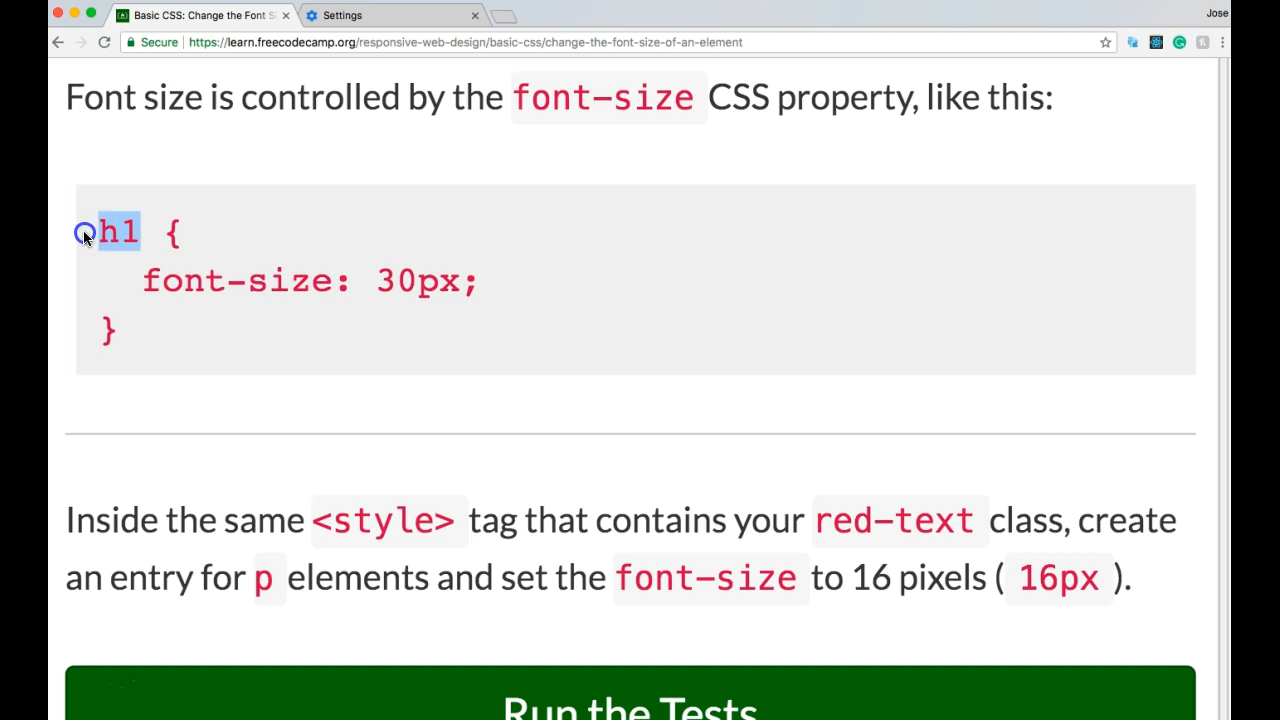 Basic CSS: Change the Font S
Settings
Jose
Secure
https://learn.freecodecamp.org/responsive-web-design/basic-css/change-the-font-size-of-an-element
Font size is controlled by the font-size CSS property, like this:
h1 {
font-size: 30px;
}
Inside the same <style> tag that contains your red-text class, create
an entry for p elements and set the font-size to 16 pixels ( 16px ).
Run the Tests